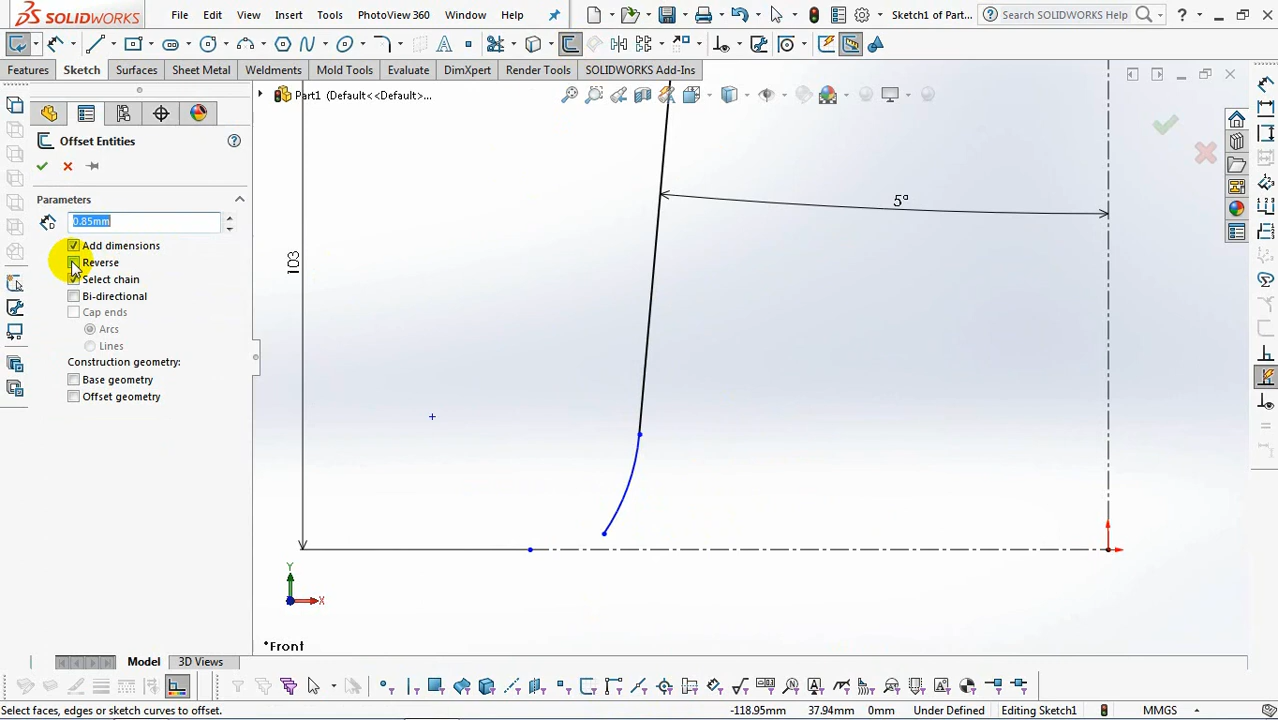 SOLIDWORKS File Edit View Insert Tools PhotoView 360 Window Help Sketch1 of Part... Search SOLIDWORKS Help ?
Features Sketch Surfaces Sheet Metal Weldments Mold Tools Evaluate DimXpert Render Tools SOLIDWORKS Add-Ins
Part1 (Default<<Default>...
Offset Entities ?
Parameters
0.85mm
Add dimensions
Reverse
Select chain
Bi-directional
Cap ends
Arcs
Lines
Construction geometry:
Base geometry
Offset geometry
5°
103
Y
X
*Front
Model 3D Views
Select faces, edges or sketch curves to offset. -118.95mm 37.94mm 0mm Under Defined Editing Sketch1 MMGS